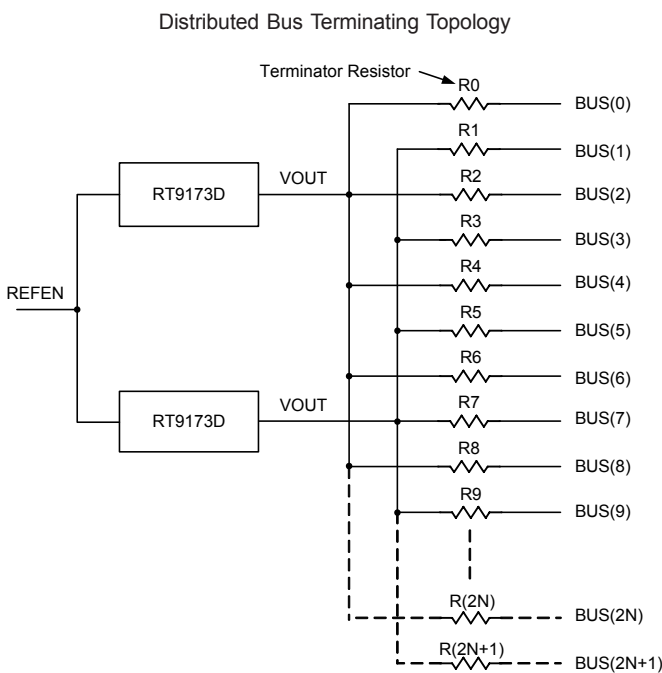 Distributed Bus Terminating Topology
Terminator Resistor
R0
BUS(0)
R1
BUS(1)
RT9173D
VOUT
R2
BUS(2)
R3
BUS(3)
REFEN
R4
BUS(4)
R5
BUS(5)
R6
BUS(6)
RT9173D
VOUT
R7
BUS(7)
R8
BUS(8)
R9
BUS(9)
R(2N)
BUS(2N)
R(2N+1)
BUS(2N+1)